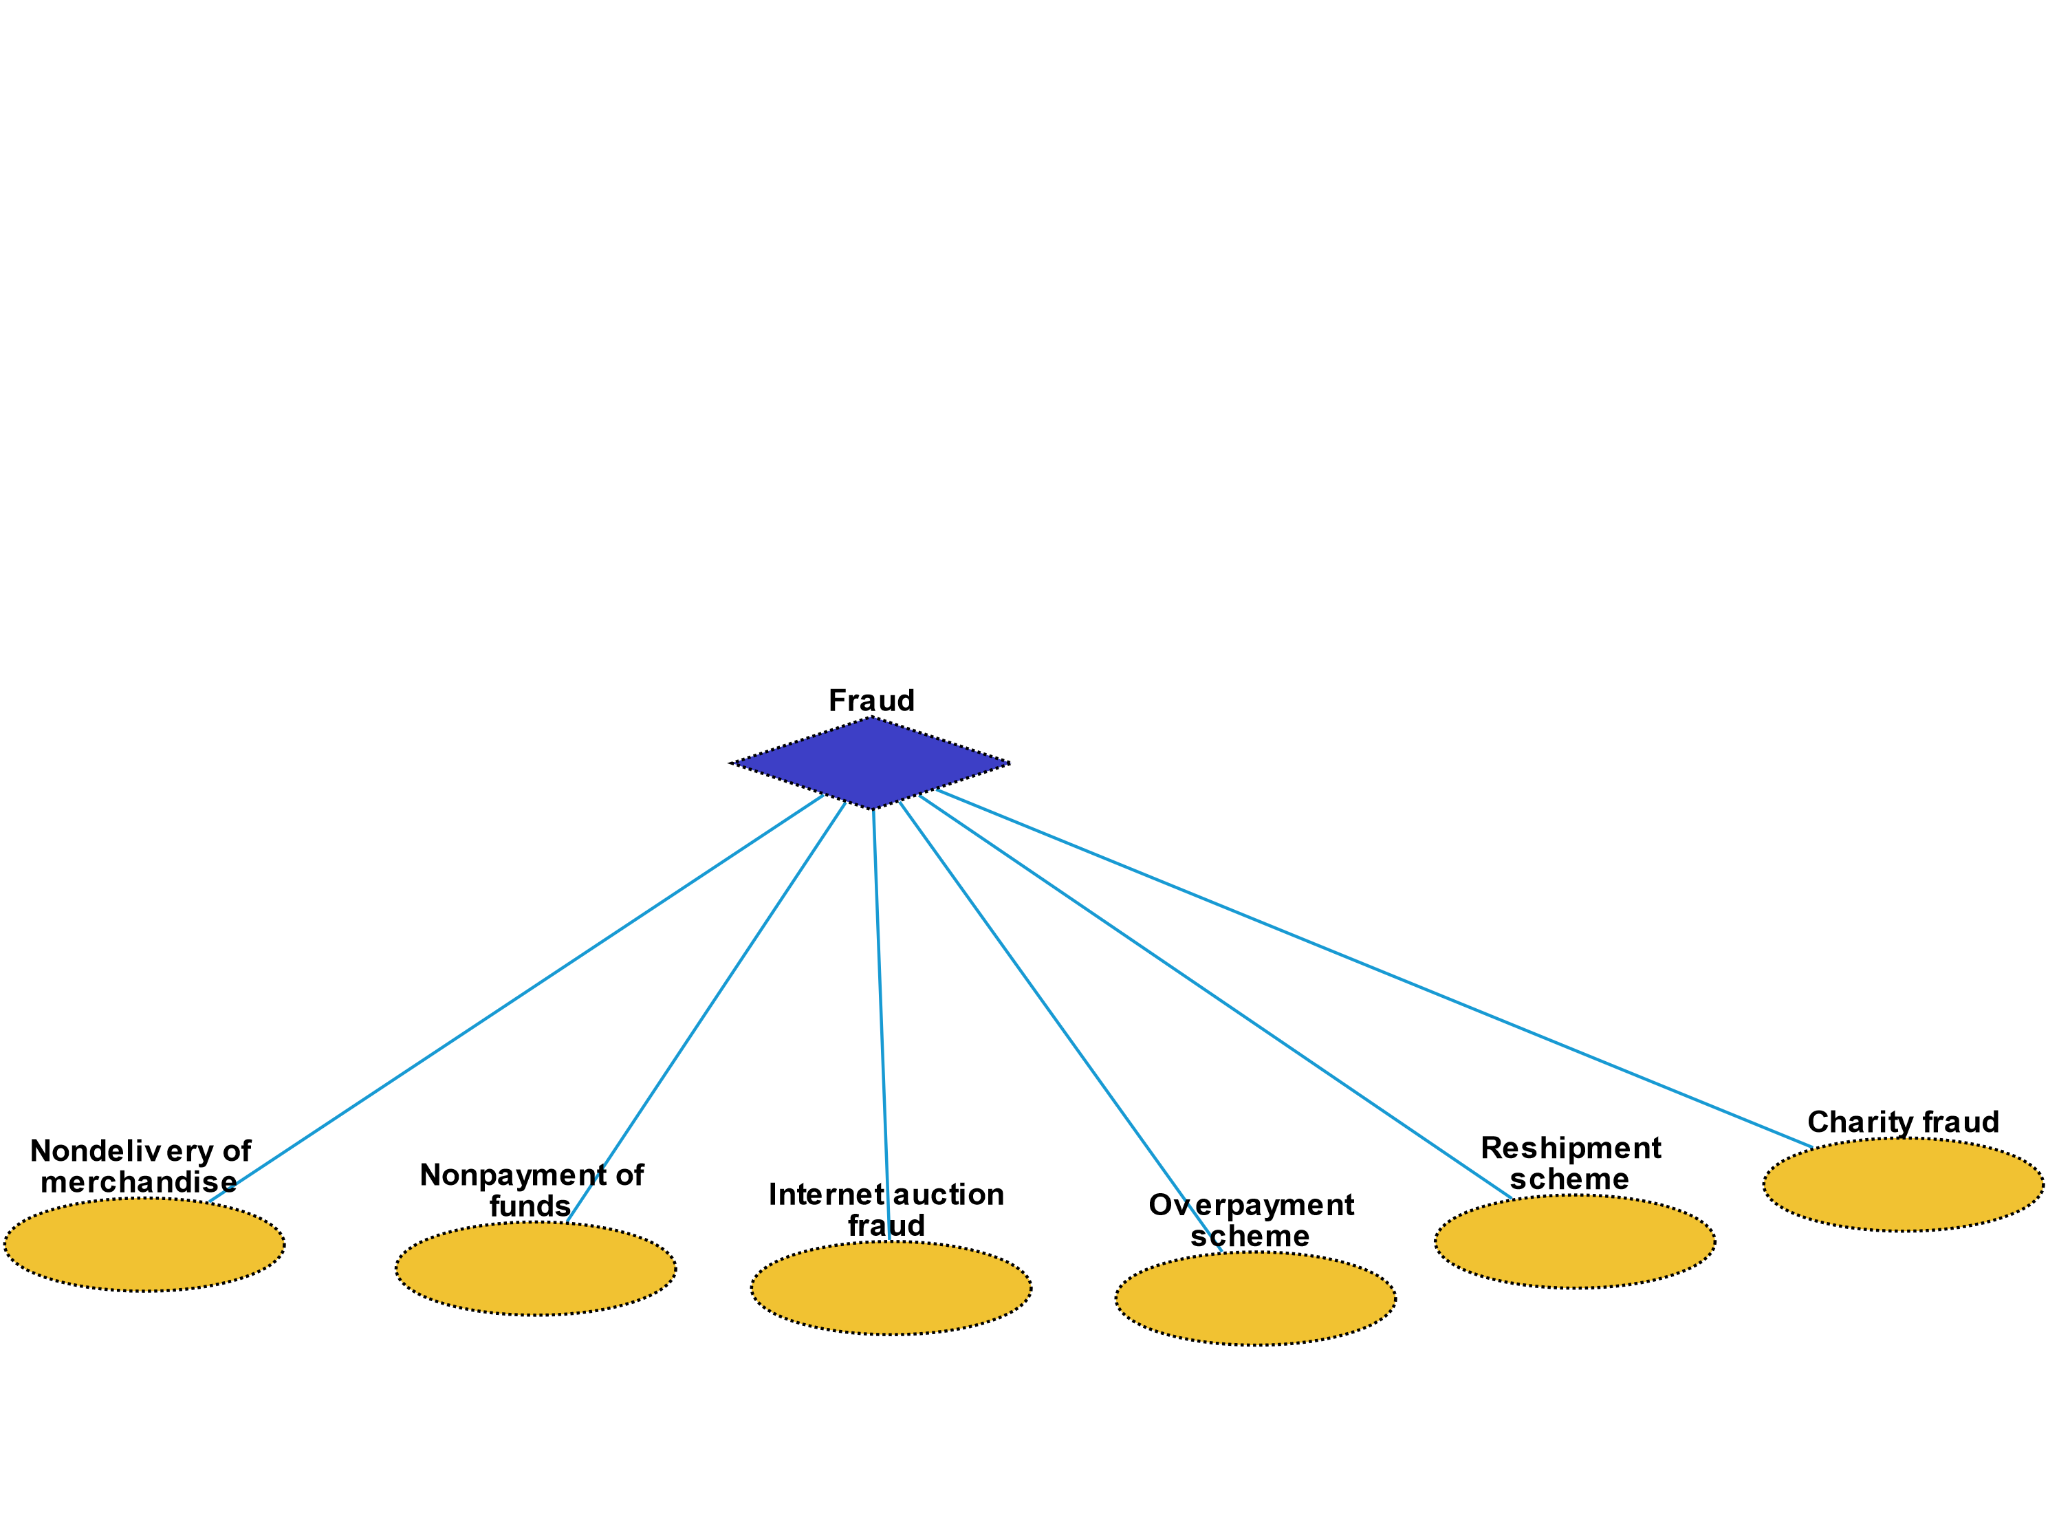 Fraud
Nondelivery of
merchandise
Nonpayment of
funds
Internet auction
fraud
Overpayment
scheme
Reshipment
scheme
Charity fraud